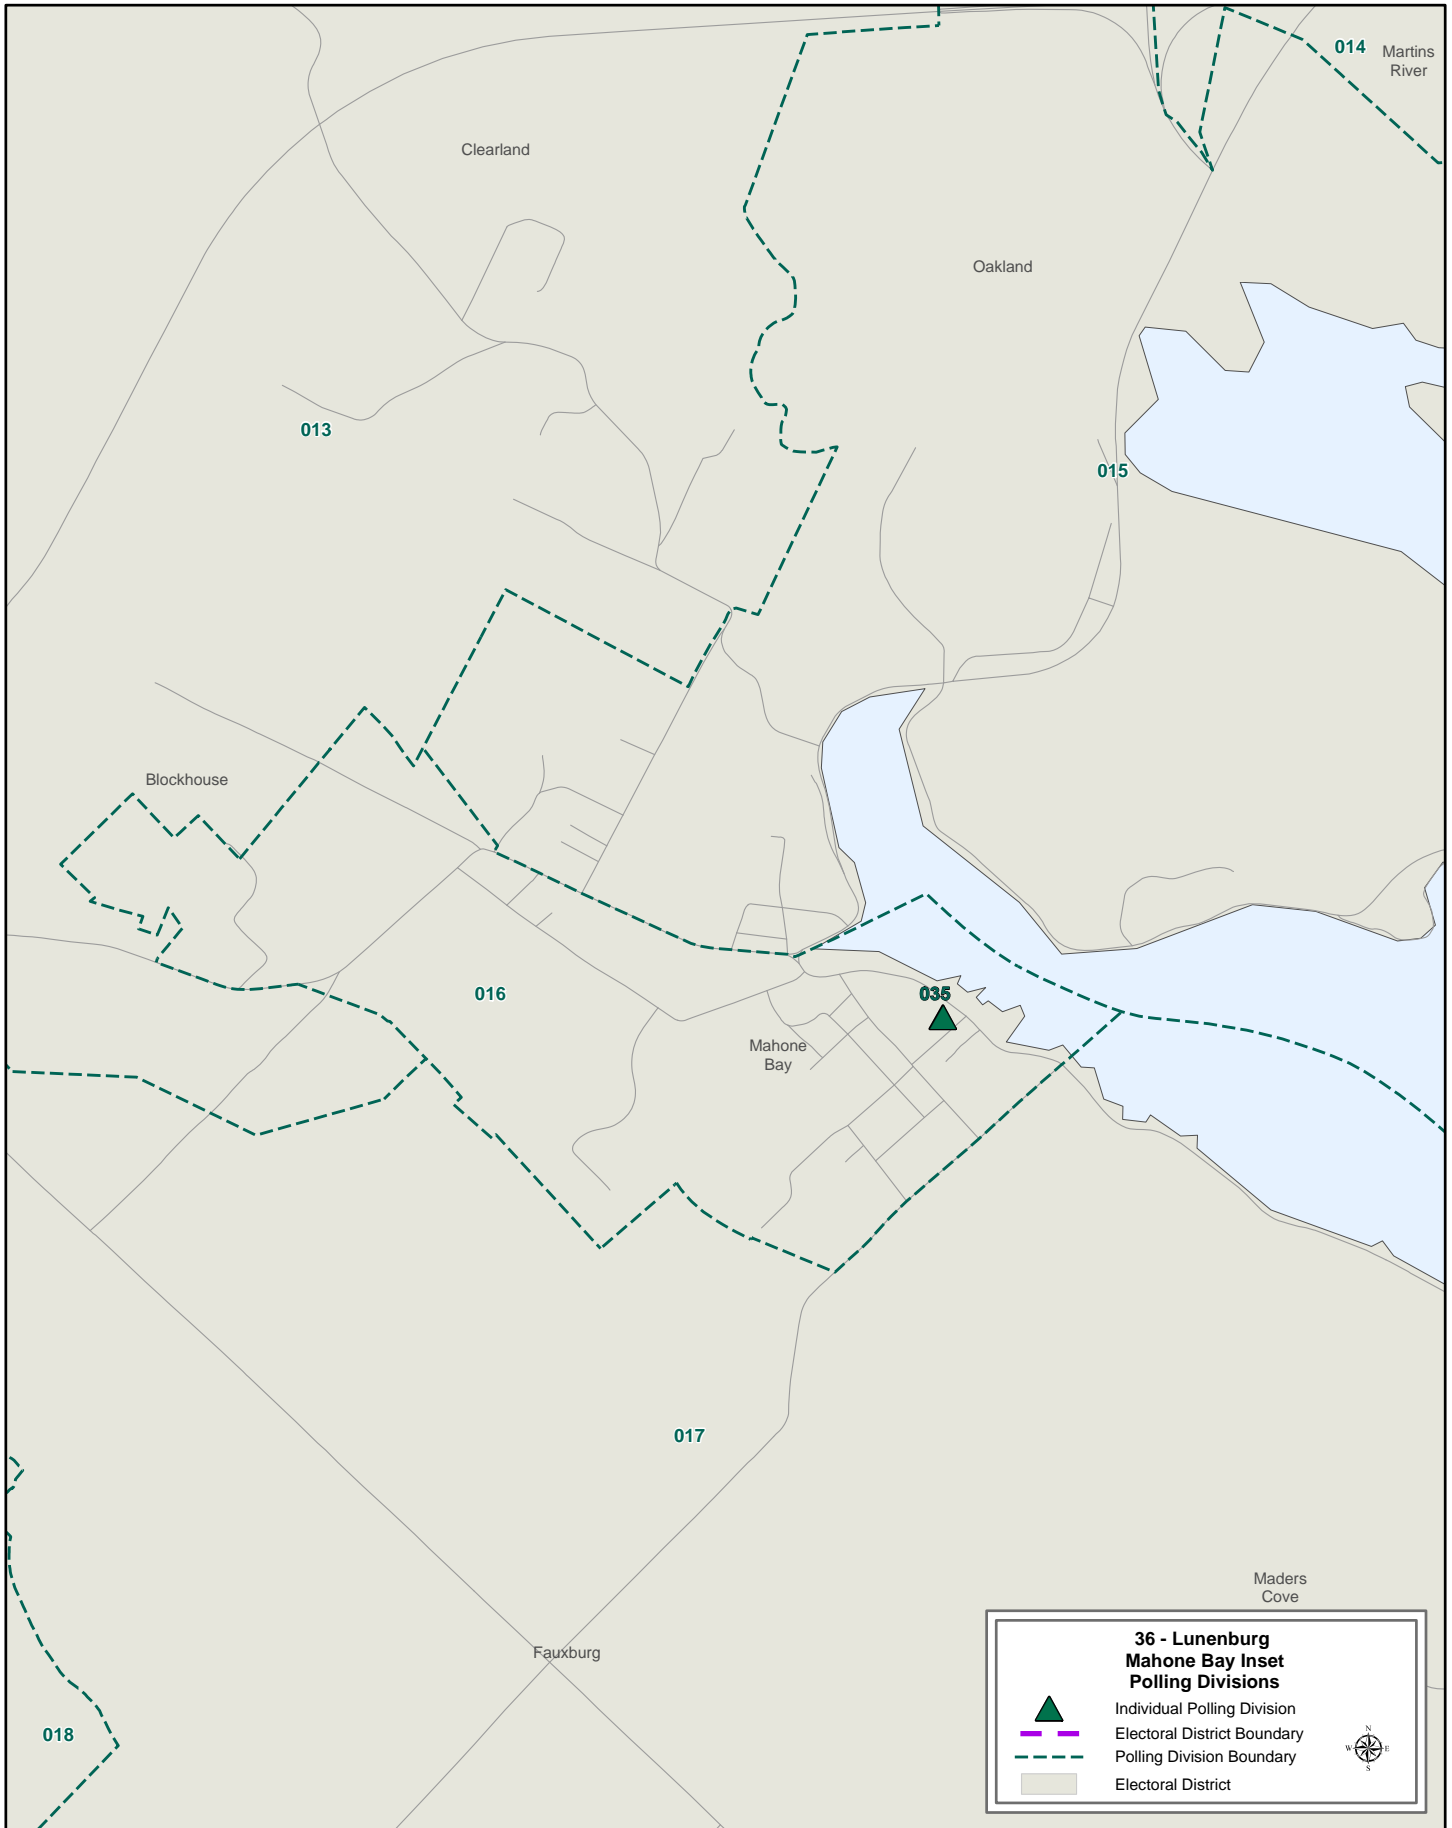 014
Martins
River
Clearland
Oakland
013
015
Blockhouse
016
035
Mahone
Bay
017
Maders
Cove
Fauxburg
018
36 - Lunenburg
Mahone Bay Inset
Polling Divisions
Individual Polling Division
Electoral District Boundary
Polling Division Boundary
Electoral District
N
W
E
S